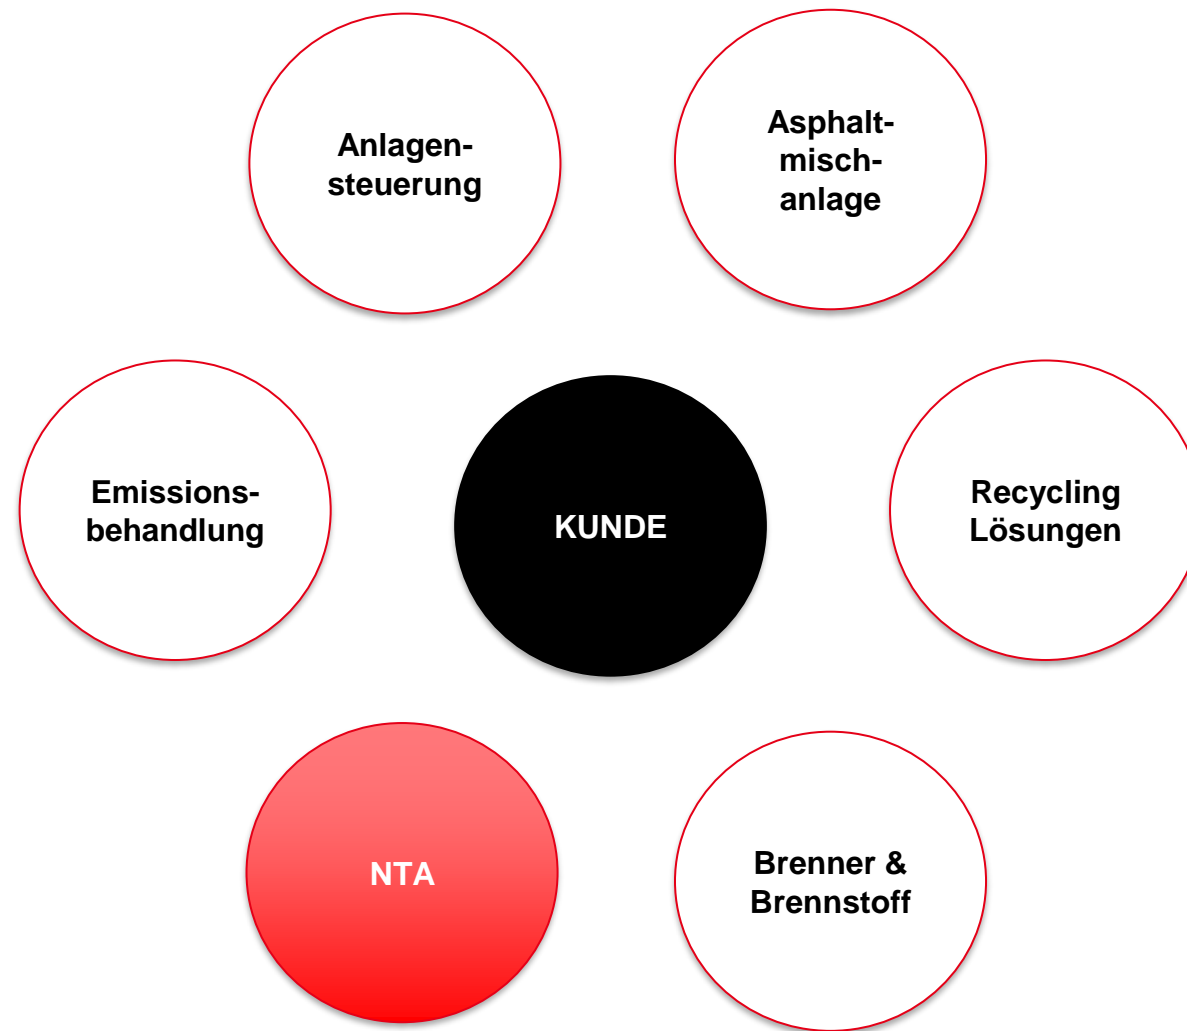 Anlagen-
steuerung
Asphalt-
misch-
anlage
Emissions-
behandlung
KUNDE
Recycling
Lösungen
NTA
Brenner &
Brennstoff